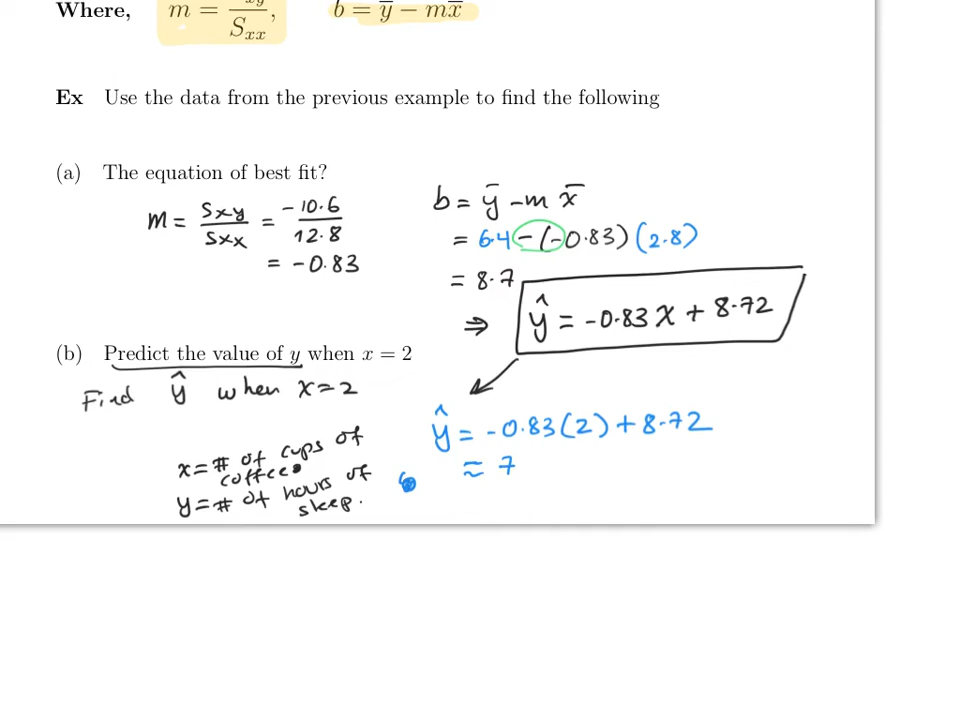 Where, m = xy / Sxx, b = ȳ − mx̄
Ex Use the data from the previous example to find the following
(a) The equation of best fit?
m = Sxy / Sxx = -10.6 / 12.8
= -0.83
b = ȳ - m x̄
= 6.4 - (-0.83) (2.8)
= 8.7
⇒ ŷ = -0.83 x + 8.72
(b) Predict the value of y when x = 2
Find ŷ when x = 2
x = # of cups of
coffee
y = # of hours of
sleep.
ŷ = -0.83 (2) + 8.72
≈ 7